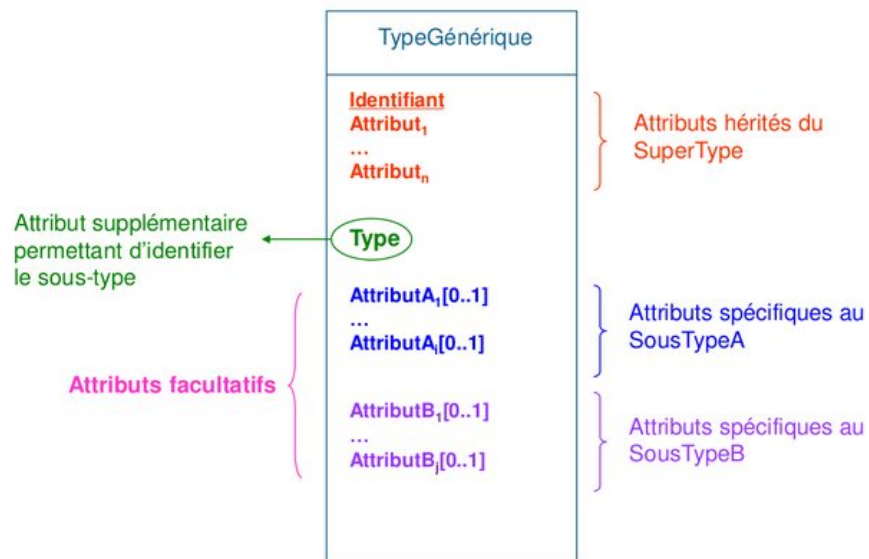 TypeGénérique
Identifiant
Attribut₁
...
Attributₙ
Attributs hérités du
SuperType
Attribut supplémentaire
permettant d'identifier
le sous-type
Type
AttributA₁[0..1]
...
AttributAᵢ[0..1]
Attributs spécifiques au
SousTypeA
Attributs facultatifs
AttributB₁[0..1]
...
AttributBⱼ[0..1]
Attributs spécifiques au
SousTypeB